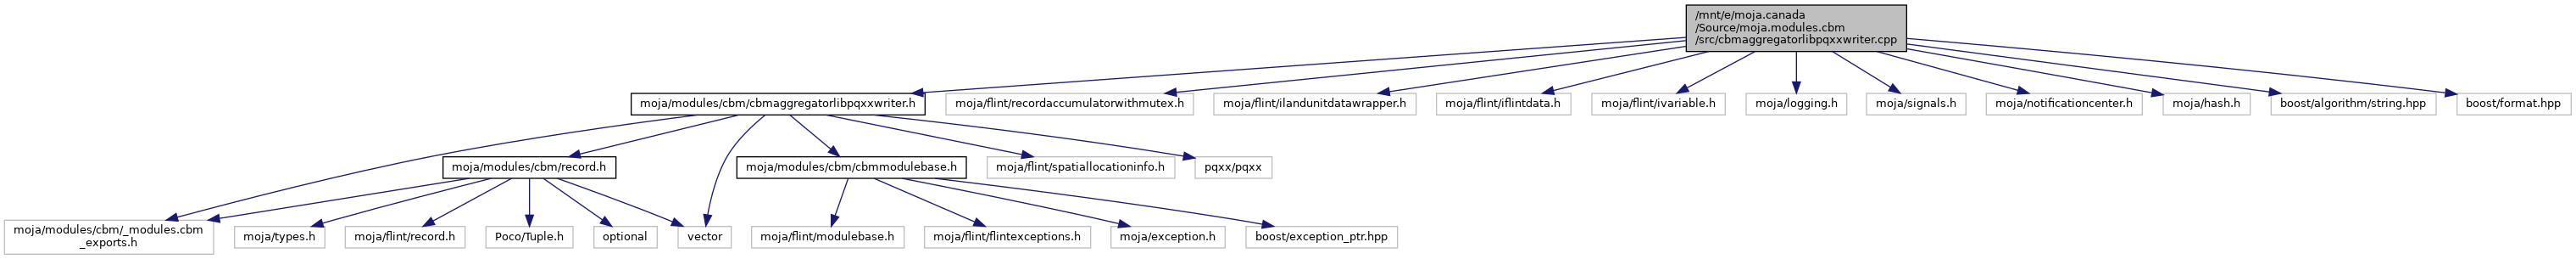 /mnt/e/moja.canada
/Source/moja.modules.cbm
/src/cbmaggregatorlibpqxxwriter.cpp
moja/modules/cbm/cbmaggregatorlibpqxxwriter.h
moja/flint/recordaccumulatorwithmutex.h
moja/flint/ilandunitdatawrapper.h
moja/flint/iflintdata.h
moja/flint/ivariable.h
moja/logging.h
moja/signals.h
moja/notificationcenter.h
moja/hash.h
boost/algorithm/string.hpp
boost/format.hpp
moja/modules/cbm/record.h
moja/modules/cbm/cbmmodulebase.h
moja/flint/spatiallocationinfo.h
pqxx/pqxx
moja/modules/cbm/_modules.cbm
_exports.h
moja/types.h
moja/flint/record.h
Poco/Tuple.h
optional
vector
moja/flint/modulebase.h
moja/flint/flintexceptions.h
moja/exception.h
boost/exception_ptr.hpp